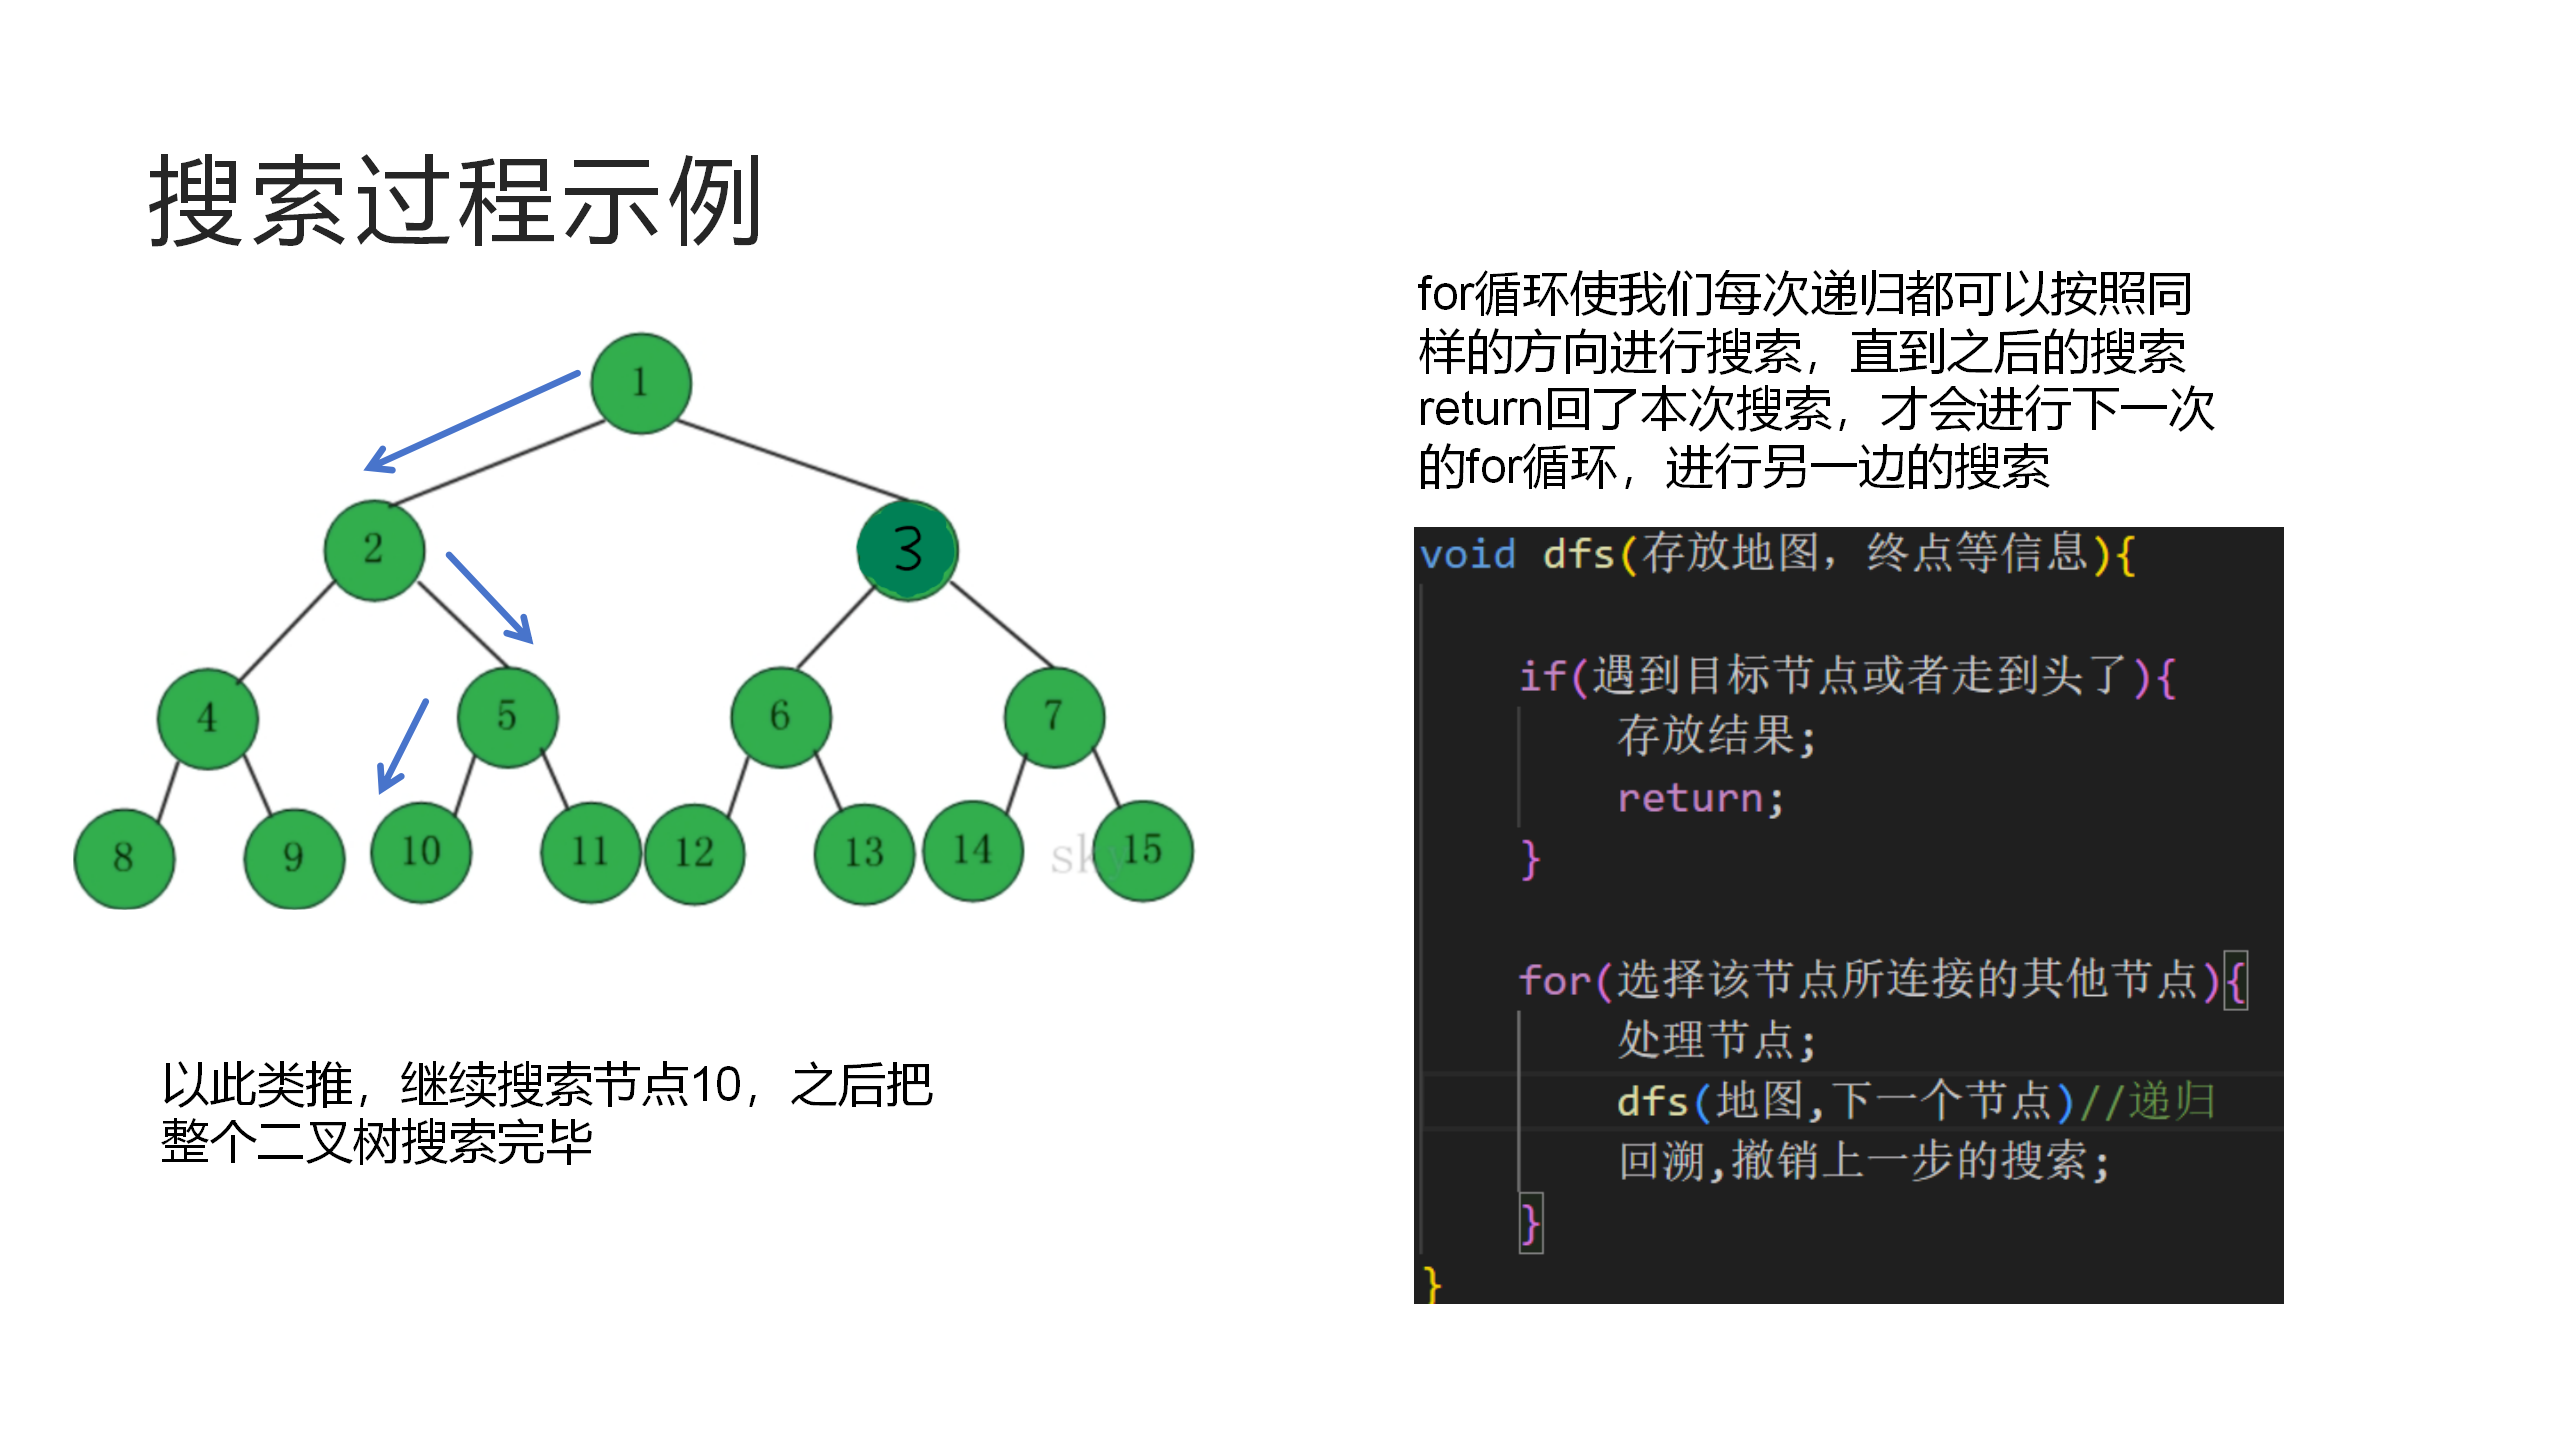 搜索过程示例
for循环使我们每次递归都可以按照同
样的方向进行搜索，直到之后的搜索
return回了本次搜索，才会进行下一次
的for循环，进行另一边的搜索
1
2
3
4
5
6
7
8
9
10
11
12
13
14
sky
15
以此类推，继续搜索节点10，之后把
整个二叉树搜索完毕
void dfs(存放地图，终点等信息){
if(遇到目标节点或者走到头了){
存放结果;
return;
}
for(选择该节点所连接的其他节点){
处理节点;
dfs(地图,下一个节点)//递归
回溯,撤销上一步的搜索;
}
}